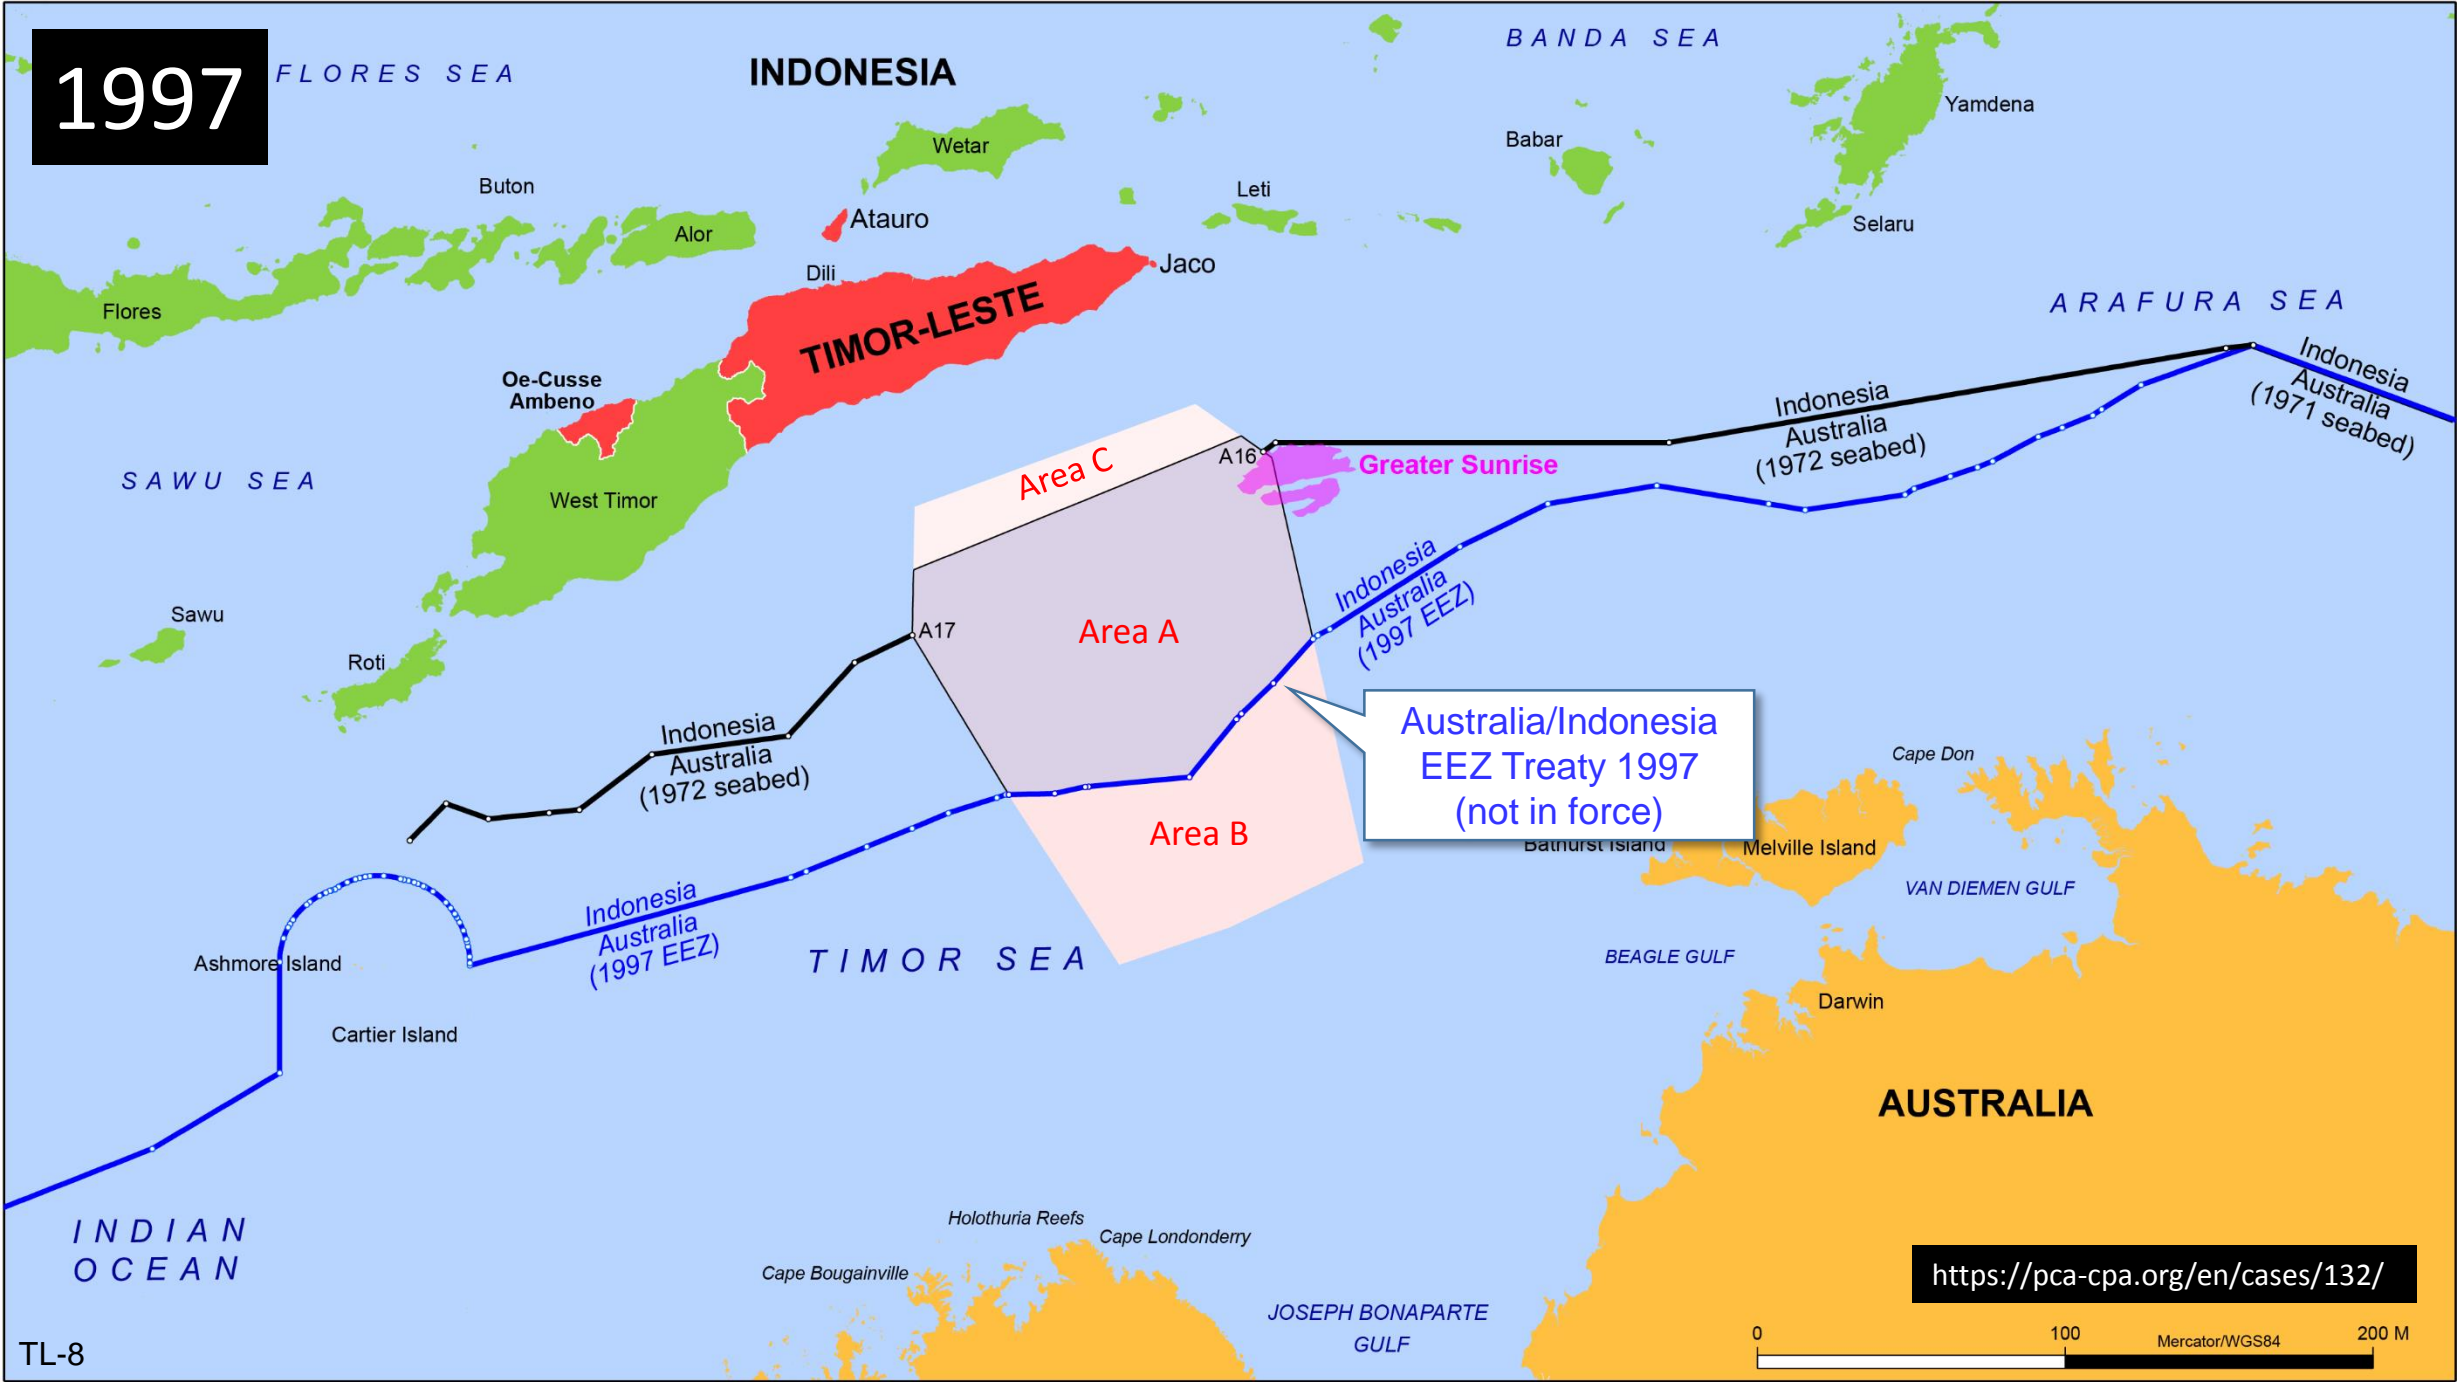 1997
FLORES SEA
INDONESIA
BANDA SEA
Yamdena
Babar
Wetar
Buton
Leti
Atauro
Selaru
Alor
Jaco
Dili
ARAFURA SEA
Flores
TIMOR-LESTE
Indonesia
Australia
(1971 seabed)
Oe-Cusse
Ambeno
Indonesia
Australia
(1972 seabed)
A16
Greater Sunrise
Area C
SAWU SEA
West Timor
Indonesia
Australia
(1997 EEZ)
Sawu
A17
Area A
Roti
Indonesia
Australia
(1972 seabed)
Australia/Indonesia
EEZ Treaty 1997
(not in force)
Cape Don
Area B
Bathurst Island
Melville Island
VAN DIEMEN GULF
Indonesia
Australia
(1997 EEZ)
TIMOR SEA
BEAGLE GULF
Ashmore Island
Darwin
Cartier Island
AUSTRALIA
INDIAN
OCEAN
Holothuria Reefs
Cape Londonderry
Cape Bougainville
https://pca-cpa.org/en/cases/132/
JOSEPH BONAPARTE
GULF
0 100 200 M
Mercator/WGS84
TL-8